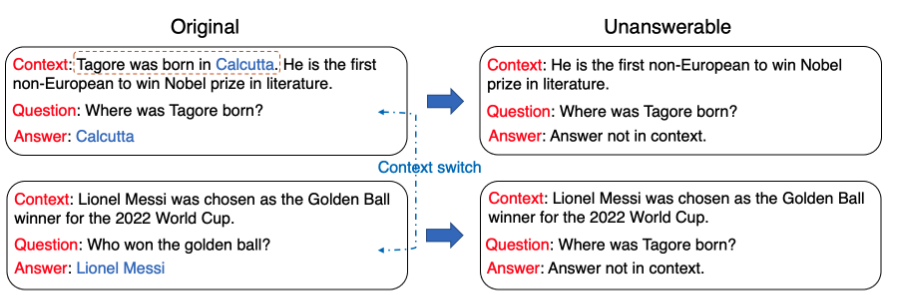 Original
Unanswerable
Context: Tagore was born in Calcutta. He is the first
non-European to win Nobel prize in literature.
Question: Where was Tagore born?
Answer: Calcutta
Context: He is the first non-European to win Nobel
prize in literature.
Question: Where was Tagore born?
Answer: Answer not in context.
Context switch
Context: Lionel Messi was chosen as the Golden Ball
winner for the 2022 World Cup.
Question: Who won the golden ball?
Answer: Lionel Messi
Context: Lionel Messi was chosen as the Golden Ball
winner for the 2022 World Cup.
Question: Where was Tagore born?
Answer: Answer not in context.